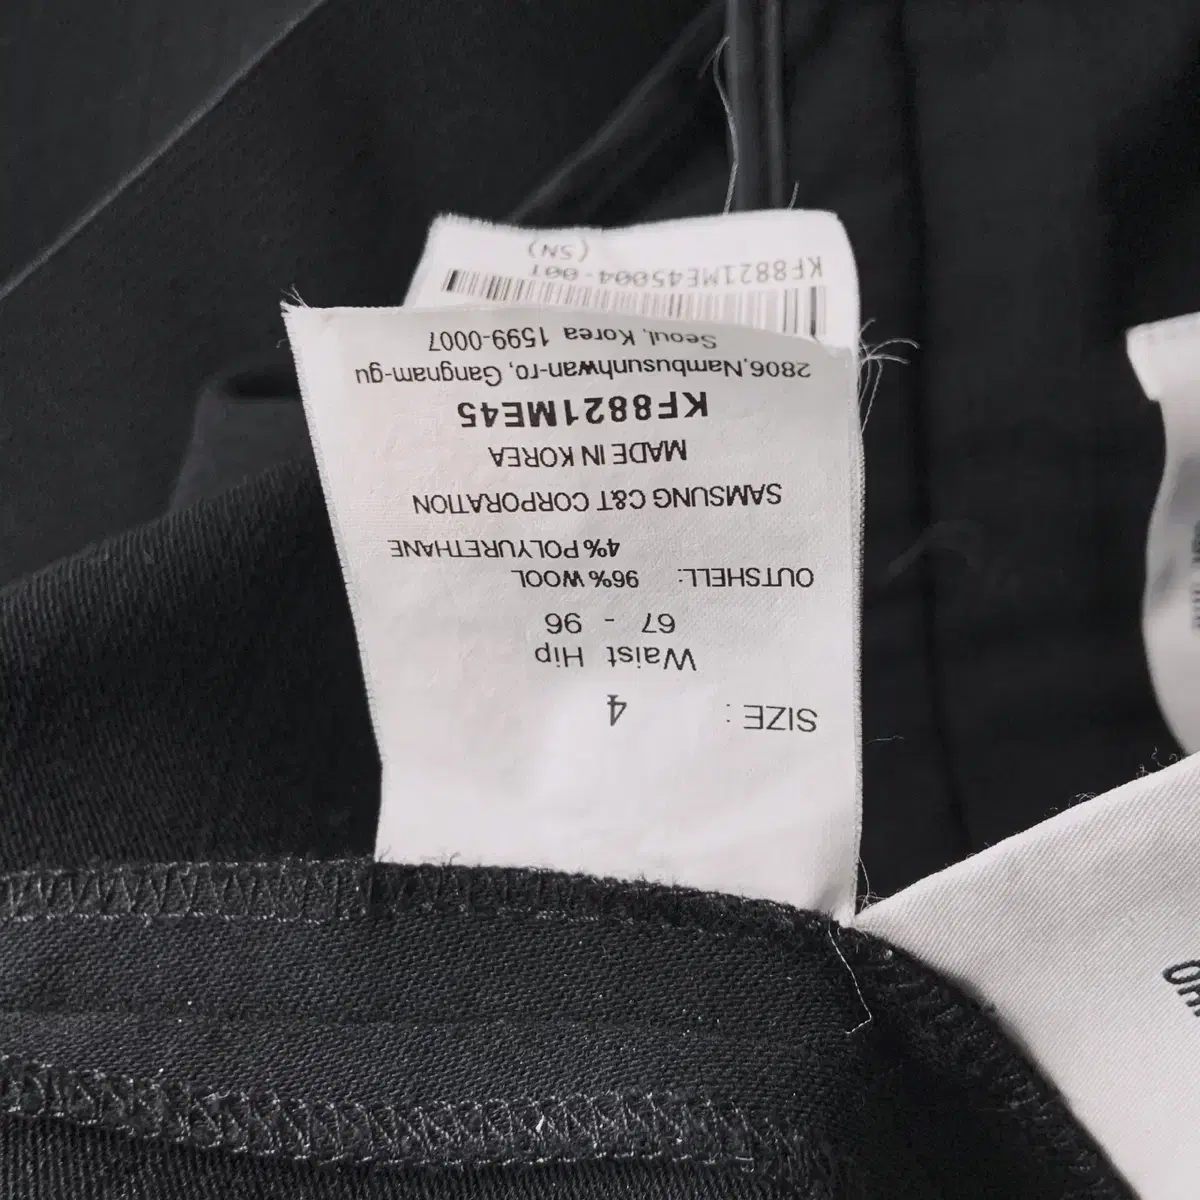 SIZE : 4
Waist Hip
67 - 96
OUTSHELL: 96% WOOL
4% POLYURETHANE
SAMSUNG C&T CORPORATION
MADE IN KOREA
KF8821ME45
2806,Nambusunhwan-ro, Gangnam-gu
Seoul, Korea 1599-0007
KF8821ME45004-001
(SN)